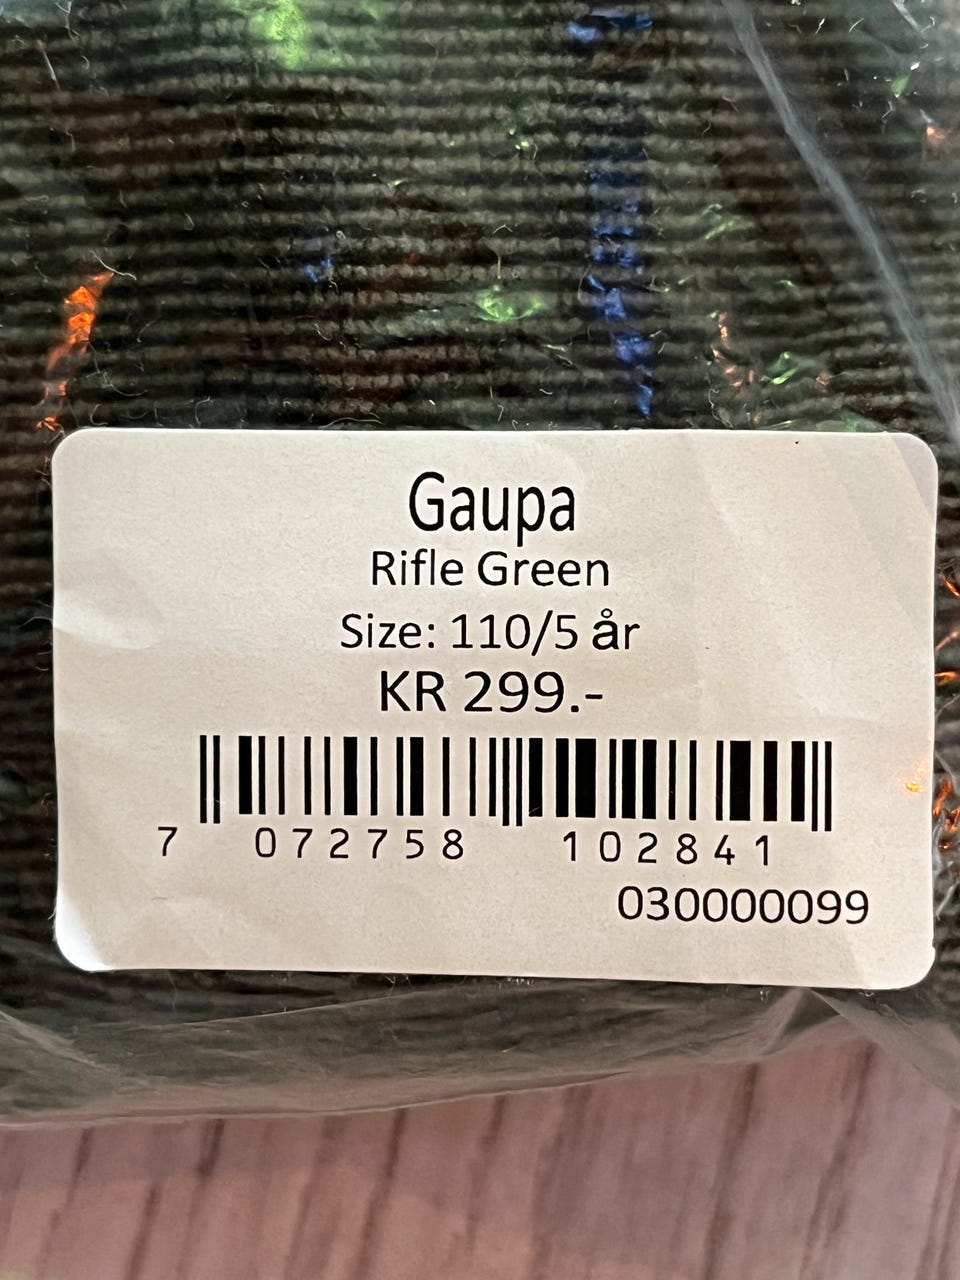 Gaupa
Rifle Green
Size: 110/5 år
KR 299.-
7 072758 102841
030000099